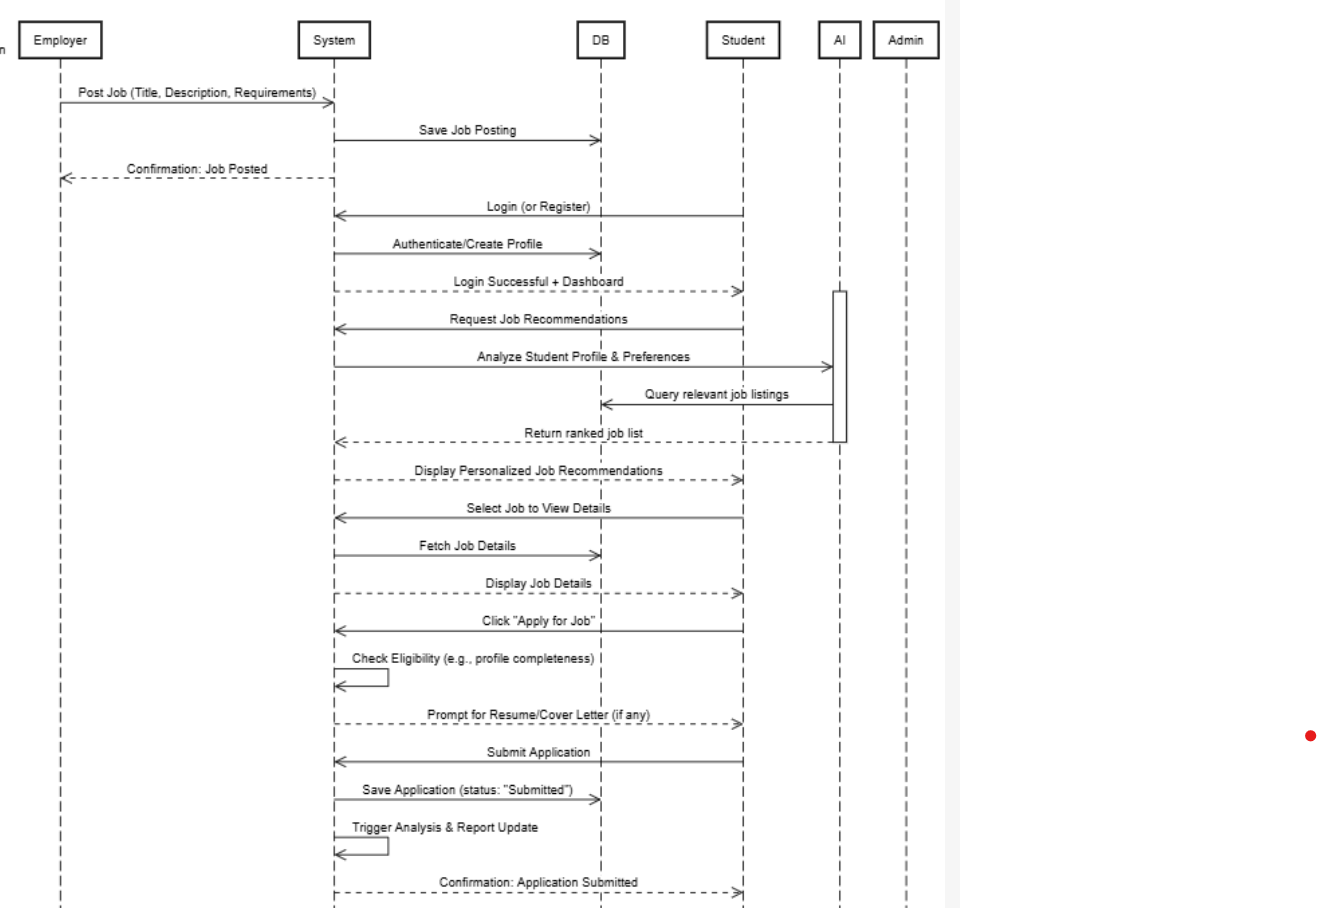 Employer
System
DB
Student
AI
Admin
n
Post Job (Title, Description, Requirements)
Save Job Posting
Confirmation: Job Posted
Login (or Register)
Authenticate/Create Profile
Login Successful + Dashboard
Request Job Recommendations
Analyze Student Profile & Preferences
Query relevant job listings
Return ranked job list
Display Personalized Job Recommendations
Select Job to View Details
Fetch Job Details
Display Job Details
Click "Apply for Job"
Check Eligibility (e.g., profile completeness)
Prompt for Resume/Cover Letter (if any)
Submit Application
Save Application (status: "Submitted")
Trigger Analysis & Report Update
Confirmation: Application Submitted